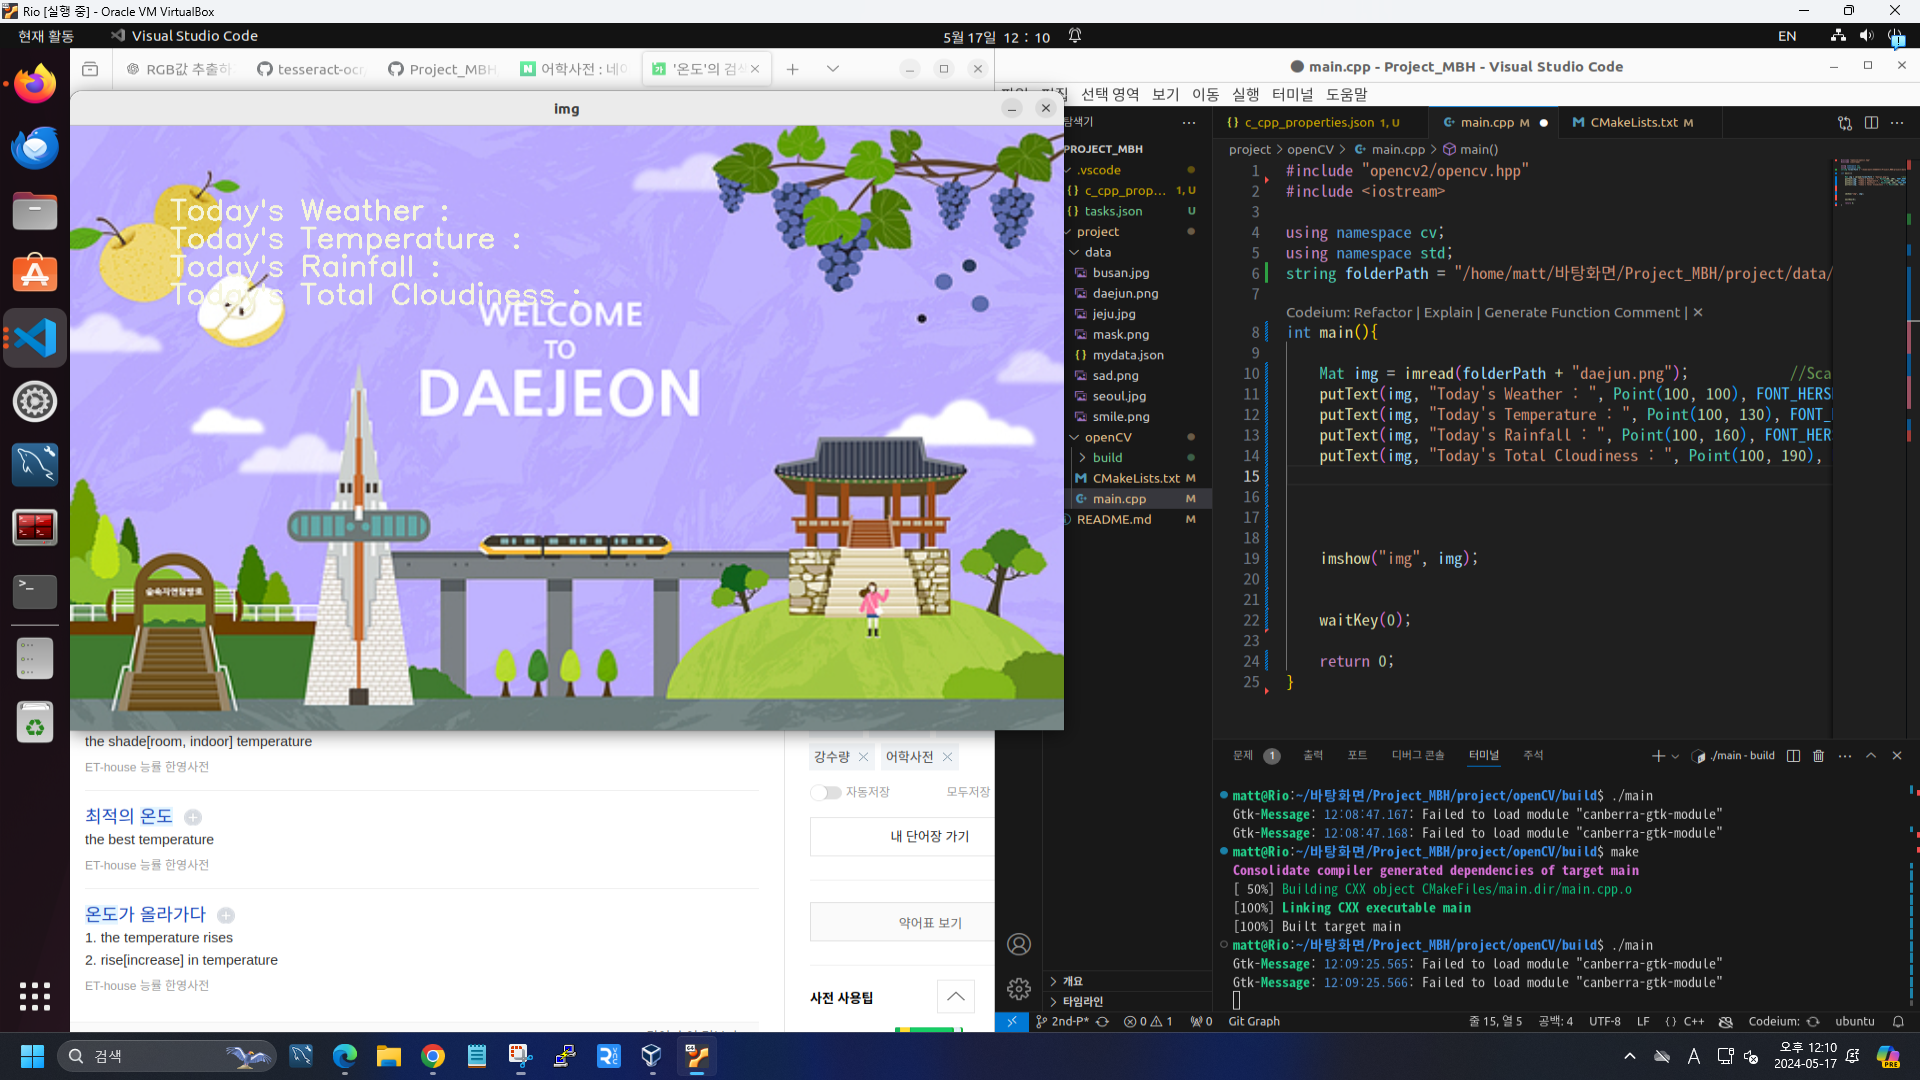 Rio [실행 중] - Oracle VM VirtualBox
현재 활동
Visual Studio Code
5월 17일 12 : 10
EN
RGB값 추출하
tesseract-ocr
Project_MBH
어학사전 : 네이
'온도'의 검색
img
Today's Weather :
Today's Temperature :
Today's Rainfall :
Today's Total Cloudiness :
WELCOME
TO
DAEJEON
숲속자연탐방로
the shade[room, indoor] temperature
ET-house 능률 한영사전
최적의 온도
the best temperature
ET-house 능률 한영사전
온도가 올라가다
1. the temperature rises
2. rise[increase] in temperature
ET-house 능률 한영사전
강수량
어학사전
자동저장
모두저장
내 단어장 가기
약어표 보기
사전 사용팁
main.cpp - Project_MBH - Visual Studio Code
선택 영역 보기 이동 실행 터미널 도움말
탐색기
PROJECT_MBH
.vscode
c_cpp_prop... 1, U
tasks.json U
project
data
busan.jpg
daejun.png
jeju.jpg
mask.png
mydata.json
sad.png
seoul.jpg
smile.png
openCV
build
CMakeLists.txt M
main.cpp M
README.md M
개요
타임라인
c_cpp_properties.json 1, U
main.cpp M
CMakeLists.txt M
project > openCV > main.cpp > main()
1 #include "opencv2/opencv.hpp"
2 #include <iostream>
3
4 using namespace cv;
5 using namespace std;
6 string folderPath = "/home/matt/바탕화면/Project_MBH/project/data/
7
Codeium: Refactor | Explain | Generate Function Comment | ✕
8 int main(){
9
10 Mat img = imread(folderPath + "daejun.png"); //Sca
11 putText(img, "Today's Weather : ", Point(100, 100), FONT_HERSH
12 putText(img, "Today's Temperature : ", Point(100, 130), FONT_H
13 putText(img, "Today's Rainfall : ", Point(100, 160), FONT_HER
14 putText(img, "Today's Total Cloudiness : ", Point(100, 190),
15
16
17
18
19 imshow("img", img);
20
21
22 waitKey(0);
23
24 return 0;
25 }
문제 1 출력 포트 디버그 콘솔 터미널 주석
./main - build
matt@Rio:~/바탕화면/Project_MBH/project/openCV/build$ ./main
Gtk-Message: 12:08:47.167: Failed to load module "canberra-gtk-module"
Gtk-Message: 12:08:47.168: Failed to load module "canberra-gtk-module"
matt@Rio:~/바탕화면/Project_MBH/project/openCV/build$ make
Consolidate compiler generated dependencies of target main
[ 50%] Building CXX object CMakeFiles/main.dir/main.cpp.o
[100%] Linking CXX executable main
[100%] Built target main
matt@Rio:~/바탕화면/Project_MBH/project/openCV/build$ ./main
Gtk-Message: 12:09:25.565: Failed to load module "canberra-gtk-module"
Gtk-Message: 12:09:25.566: Failed to load module "canberra-gtk-module"
2nd-P* 0 1 0 Git Graph
줄 15, 열 5 공백: 4 UTF-8 LF {} C++ Codeium: ubuntu
검색
A
오후 12:10
2024-05-17